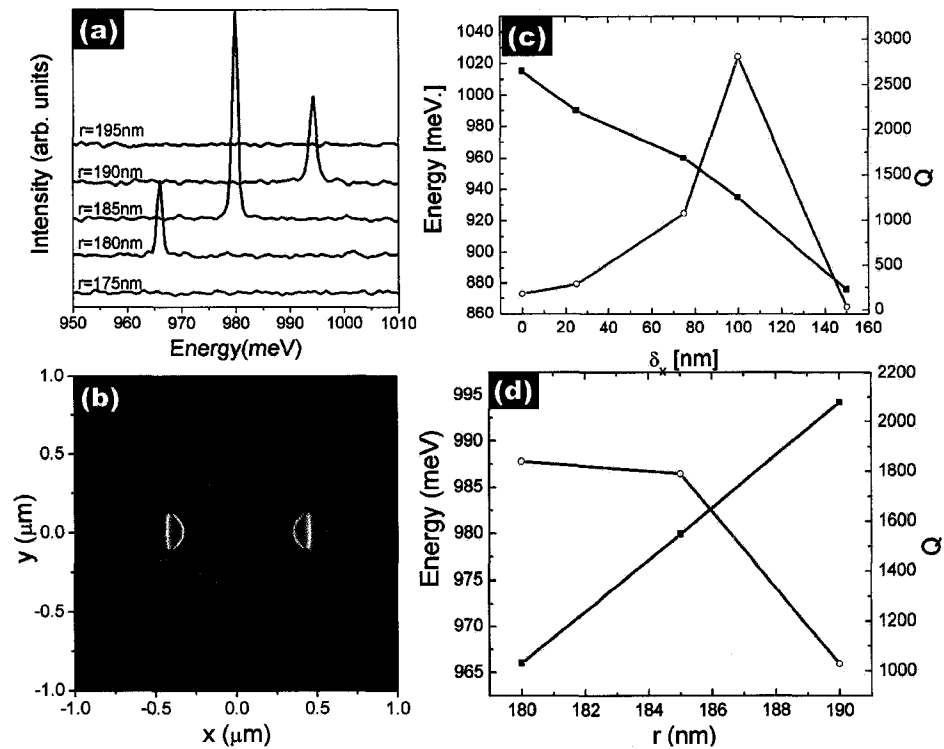 (a)
Intensity (arb. units)
r=195nm
r=190nm
r=185nm
r=180nm
r=175nm
950 960 970 980 990 1000 1010
Energy(meV)
(b)
y (μm)
1.0
0.5
0.0
-0.5
-1.0
-1.0 -0.5 0.0 0.5 1.0
x (μm)
(c)
Energy [meV.]
1040
1020
1000
980
960
940
920
900
880
860
0 20 40 60 80 100 120 140 160
δx [nm]
3000
2500
2000
1500
1000
500
0
Q
(d)
Energy (meV)
995
990
985
980
975
970
965
180 182 184 186 188 190
r (nm)
2200
2000
1800
1600
1400
1200
1000
Q